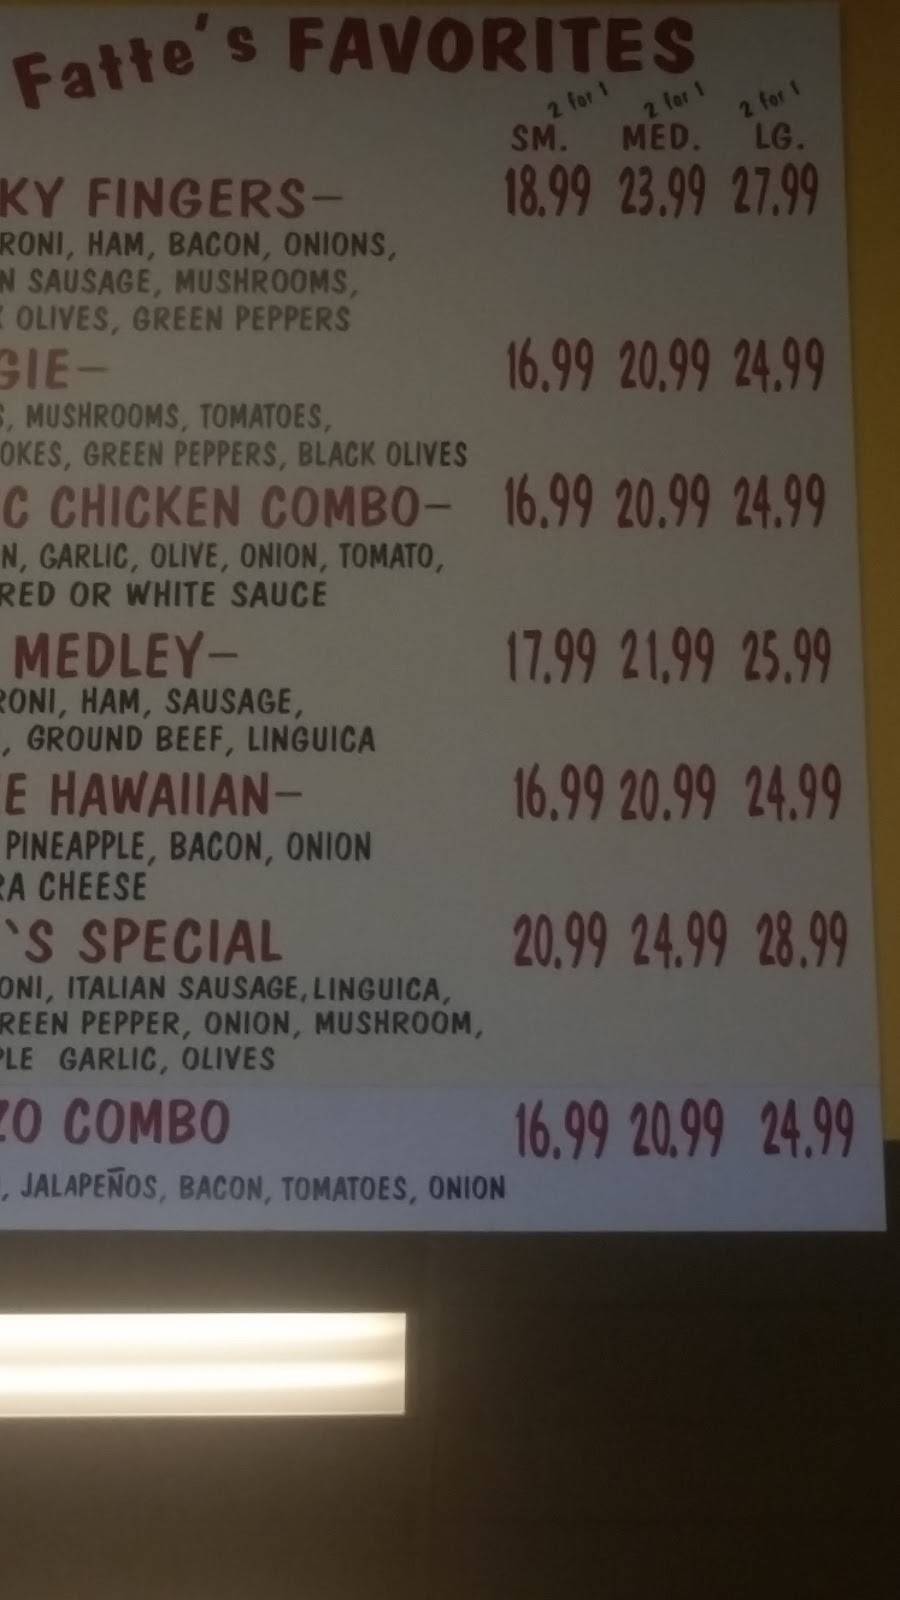 Fatte's FAVORITES
2 for 1 2 for 1 2 for 1
SM. MED. LG.
KY FINGERS— 18.99 23.99 27.99
RONI, HAM, BACON, ONIONS,
N SAUSAGE, MUSHROOMS,
OLIVES, GREEN PEPPERS
GIE— 16.99 20.99 24.99
S, MUSHROOMS, TOMATOES,
OKES, GREEN PEPPERS, BLACK OLIVES
C CHICKEN COMBO— 16.99 20.99 24.99
N, GARLIC, OLIVE, ONION, TOMATO,
RED OR WHITE SAUCE
MEDLEY— 17.99 21.99 25.99
RONI, HAM, SAUSAGE,
, GROUND BEEF, LINGUICA
E HAWAIIAN— 16.99 20.99 24.99
PINEAPPLE, BACON, ONION
RA CHEESE
'S SPECIAL 20.99 24.99 28.99
ONI, ITALIAN SAUSAGE, LINGUICA,
REEN PEPPER, ONION, MUSHROOM,
PLE GARLIC, OLIVES
ZO COMBO 16.99 20.99 24.99
, JALAPEÑOS, BACON, TOMATOES, ONION